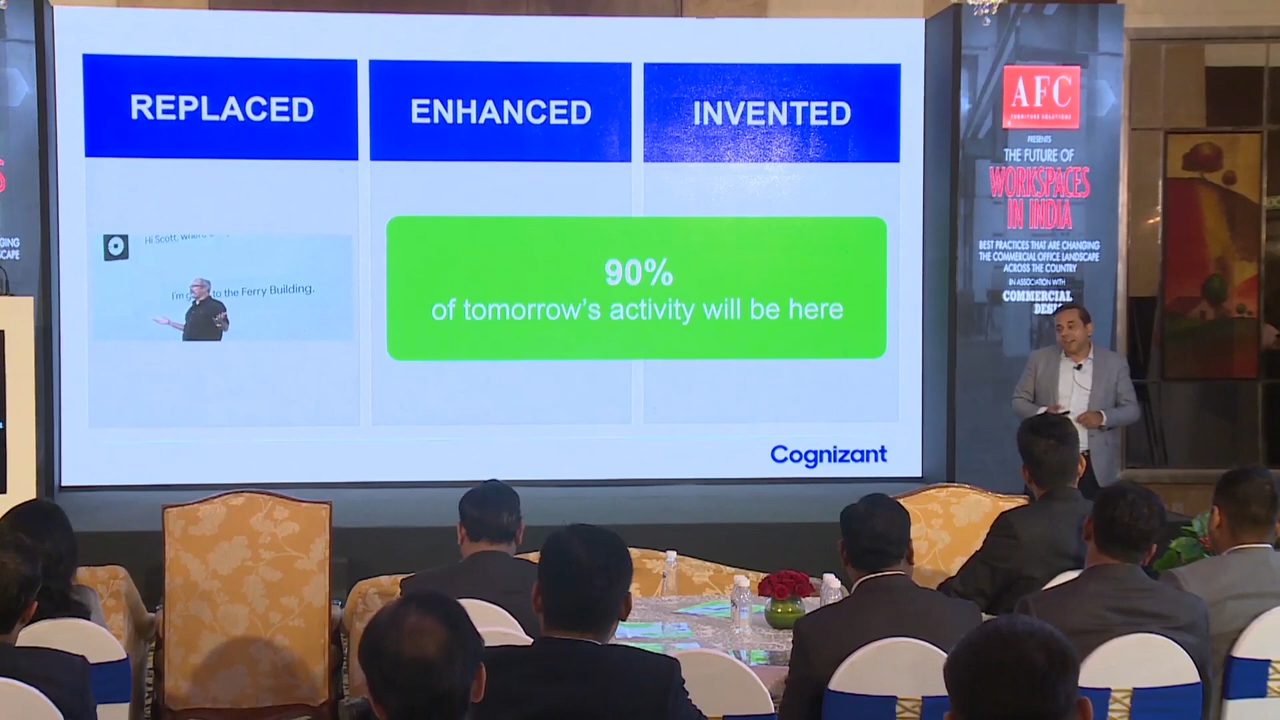 REPLACED
ENHANCED
INVENTED
Hi Scott,
to the Ferry Building.
90%
of tomorrow's activity will be here
Cognizant
AFC
FURNITURE SOLUTIONS
PRESENTS
THE FUTURE OF
WORKSPACES
IN INDIA
BEST PRACTICES THAT ARE CHANGING
THE COMMERCIAL OFFICE LANDSCAPE
ACROSS THE COUNTRY
IN ASSOCIATION WITH
COMMERCIAL